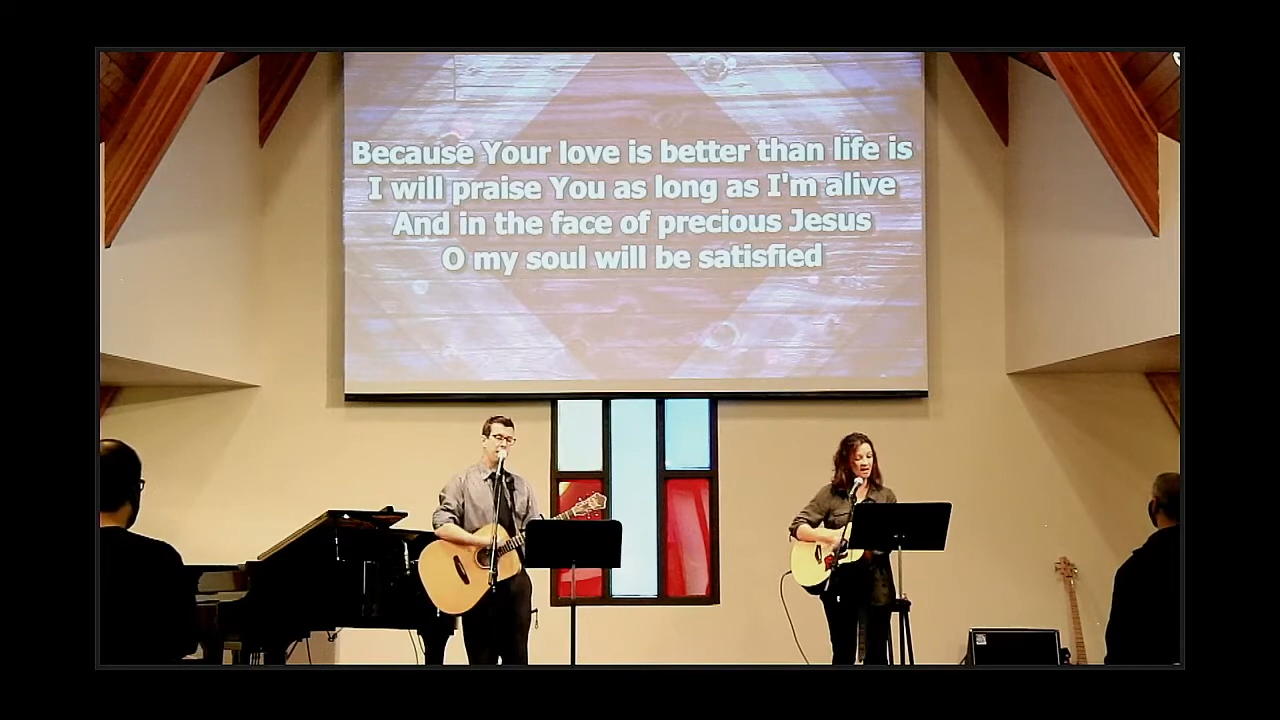 Because Your love is better than life is
I will praise You as long as I'm alive
And in the face of precious Jesus
O my soul will be satisfied